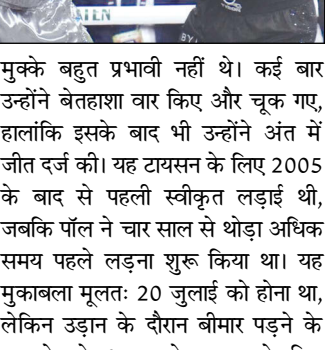 मुक्के बहुत प्रभावी नहीं थे। कई बार
उन्होंने बेतहाशा वार किए और चूक गए,
हालांकि इसके बाद भी उन्होंने अंत में
जीत दर्ज की। यह टायसन के लिए 2005
के बाद से पहली स्वीकृत लड़ाई थी,
जबकि पॉल ने चार साल से थोड़ा अधिक
समय पहले लड़ना शुरू किया था। यह
मुकाबला मूलतः 20 जुलाई को होना था,
लेकिन उड़ान के दौरान बीमार पड़ने के